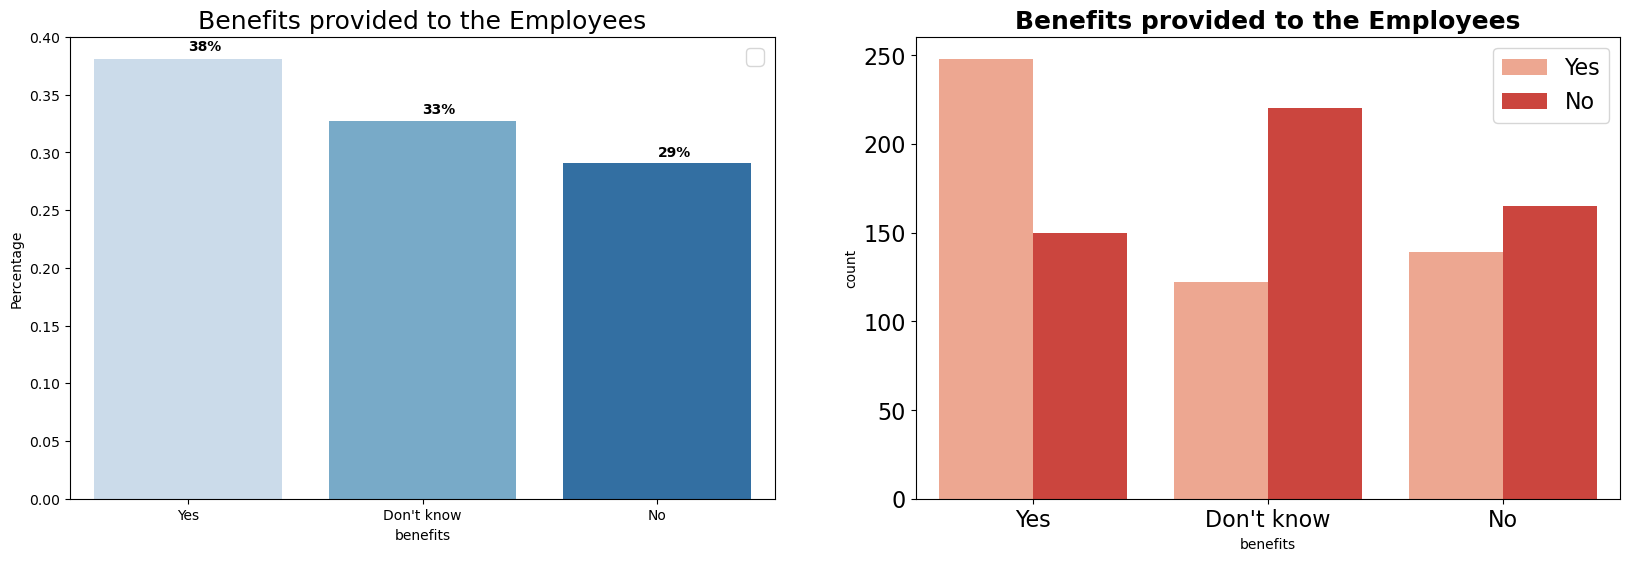 Benefits provided to the Employees
0.40
0.35
0.30
0.25
0.20
0.15
0.10
0.05
0.00
Percentage
38%
33%
29%
Yes
Don't know
No
benefits
Benefits provided to the Employees
250
200
150
100
50
0
count
Yes
No
Yes
Don't know
No
benefits